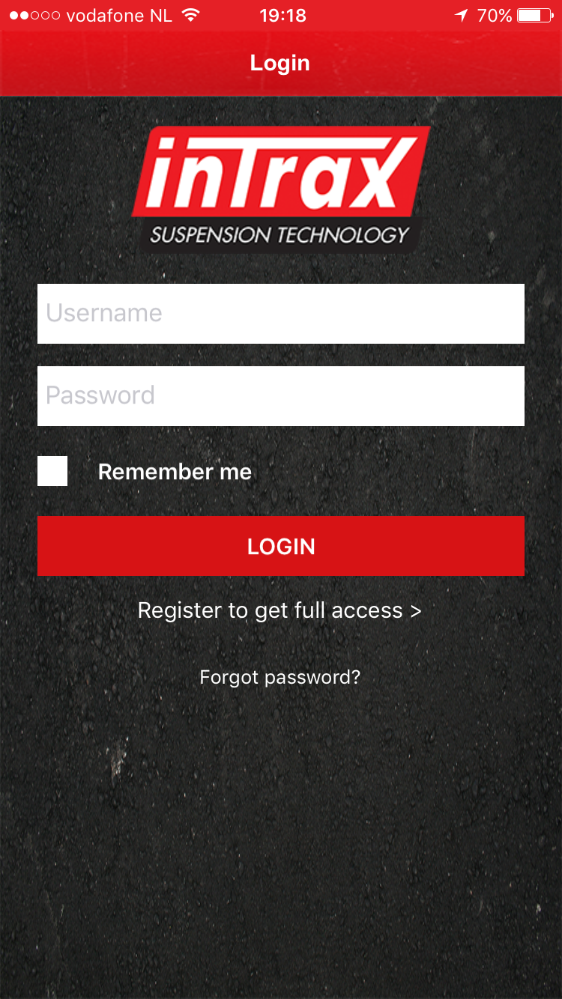 vodafone NL 19:18 70%
Login
inTrax
SUSPENSION TECHNOLOGY
Username
Password
Remember me
LOGIN
Register to get full access >
Forgot password?